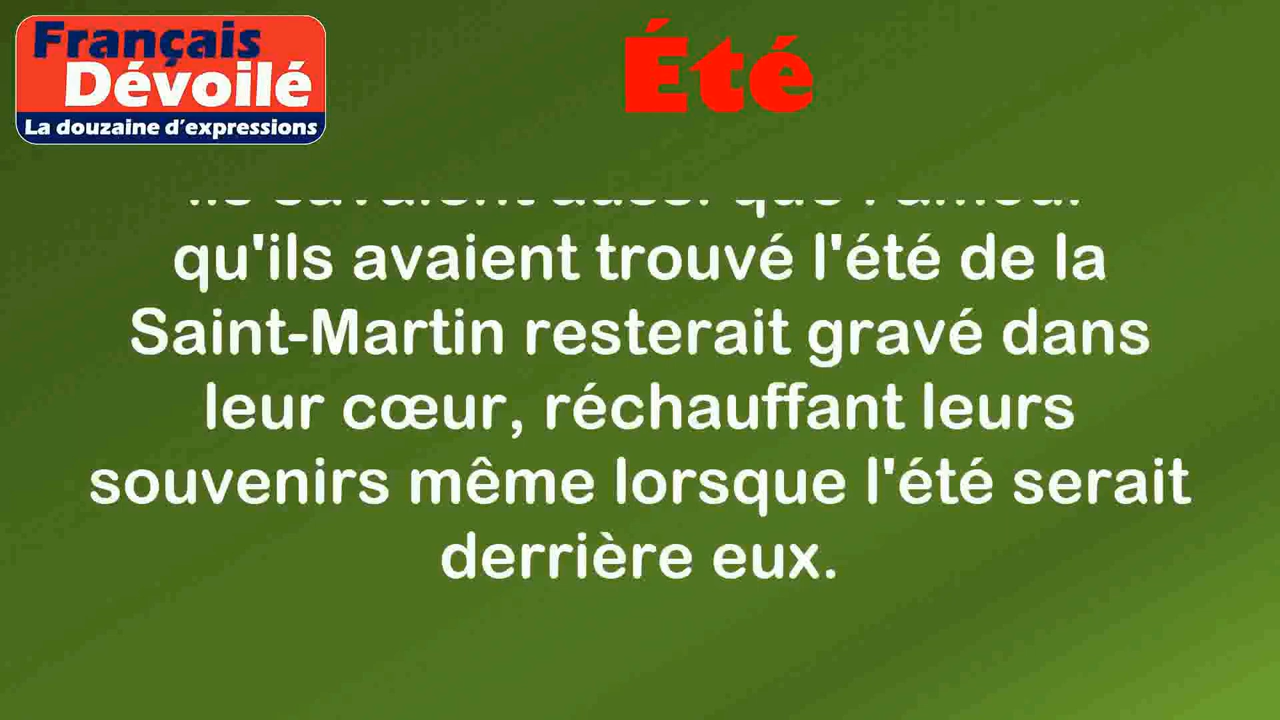 Français
Dévoilé
La douzaine d'expressions
Été
qu'ils avaient trouvé l'été de la
Saint-Martin resterait gravé dans
leur cœur, réchauffant leurs
souvenirs même lorsque l'été serait
derrière eux.